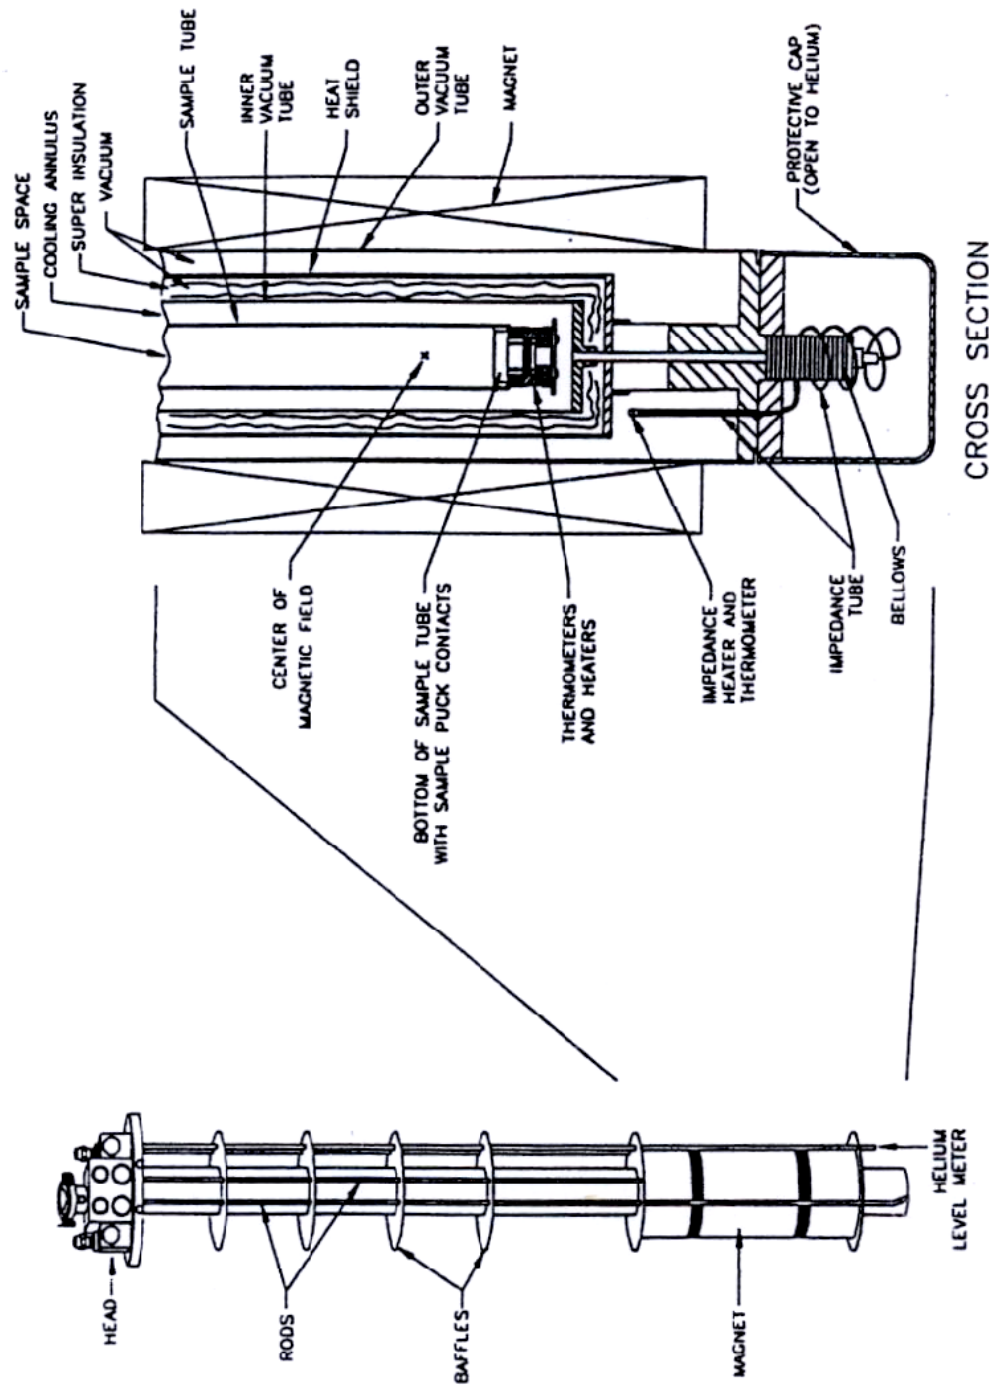 SAMPLE SPACE
COOLING ANNULUS
SUPER INSULATION
VACUUM
SAMPLE TUBE
INNER
VACUUM
TUBE
HEAT
SHIELD
OUTER
VACUUM
TUBE
MAGNET
PROTECTIVE CAP
(OPEN TO HELIUM)
CENTER OF
MAGNETIC FIELD
BOTTOM OF SAMPLE TUBE
WITH SAMPLE PUCK CONTACTS
THERMOMETERS
AND HEATERS
IMPEDANCE
HEATER AND
THERMOMETER
IMPEDANCE
TUBE
BELLOWS
CROSS SECTION
HEAD
RODS
BAFFLES
MAGNET
HELIUM
LEVEL METER